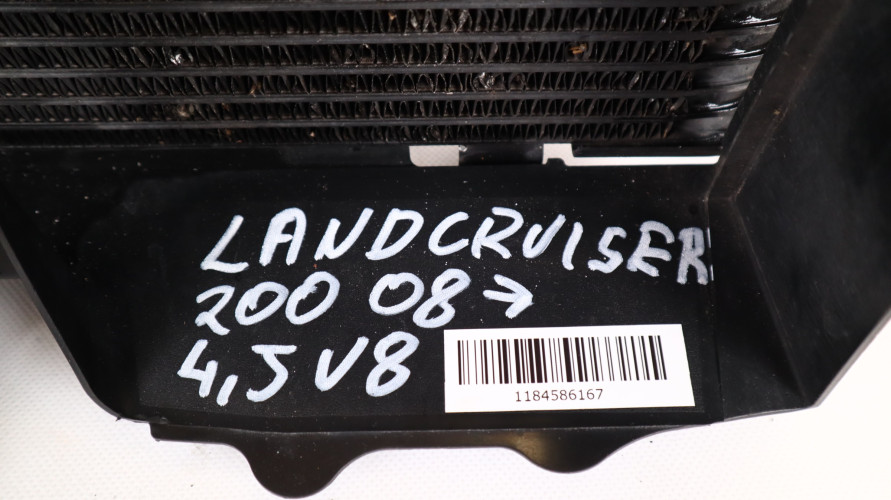 LANDCRUISER
200 08→
4,5 V8
1184586167